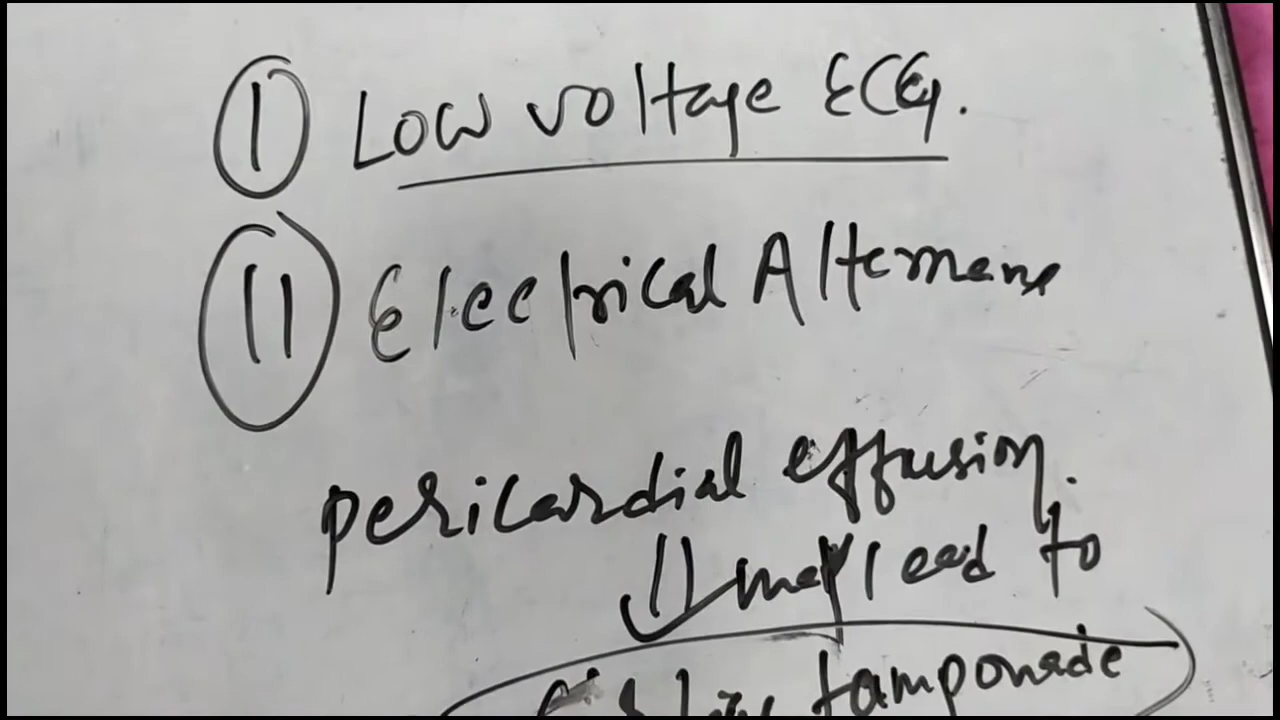 I Low voltage ECG.
II Electrical Alternans
pericardial effusion.
may lead to
tamponade